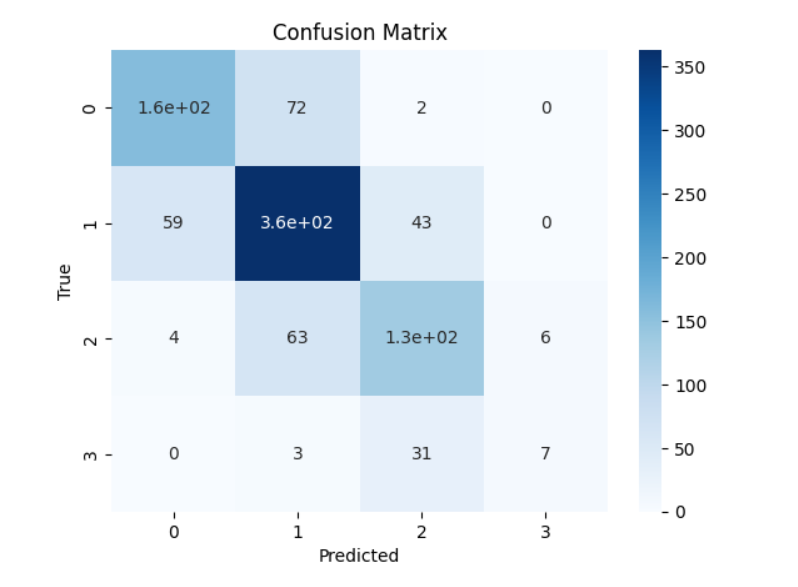 Confusion Matrix
0 1.6e+02 72 2 0
1 59 3.6e+02 43 0
2 4 63 1.3e+02 6
3 0 3 31 7
0 1 2 3
True
Predicted
350
300
250
200
150
100
50
0